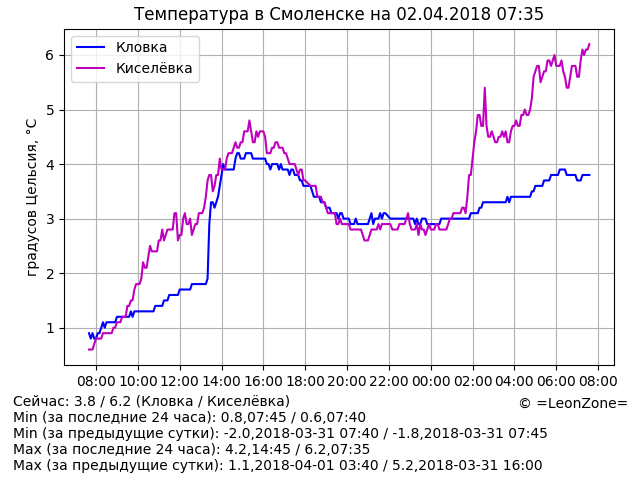 Температура в Смоленске на 02.04.2018 07:35
Кловка
Киселёвка
градусов Цельсия, °C
6
5
4
3
2
1
08:00 10:00 12:00 14:00 16:00 18:00 20:00 22:00 00:00 02:00 04:00 06:00 08:00
Сейчас: 3.8 / 6.2 (Кловка / Киселёвка)
© =LeonZone=
Min (за последние 24 часа): 0.8,07:45 / 0.6,07:40
Min (за предыдущие сутки): -2.0,2018-03-31 07:40 / -1.8,2018-03-31 07:45
Max (за последние 24 часа): 4.2,14:45 / 6.2,07:35
Max (за предыдущие сутки): 1.1,2018-04-01 03:40 / 5.2,2018-03-31 16:00